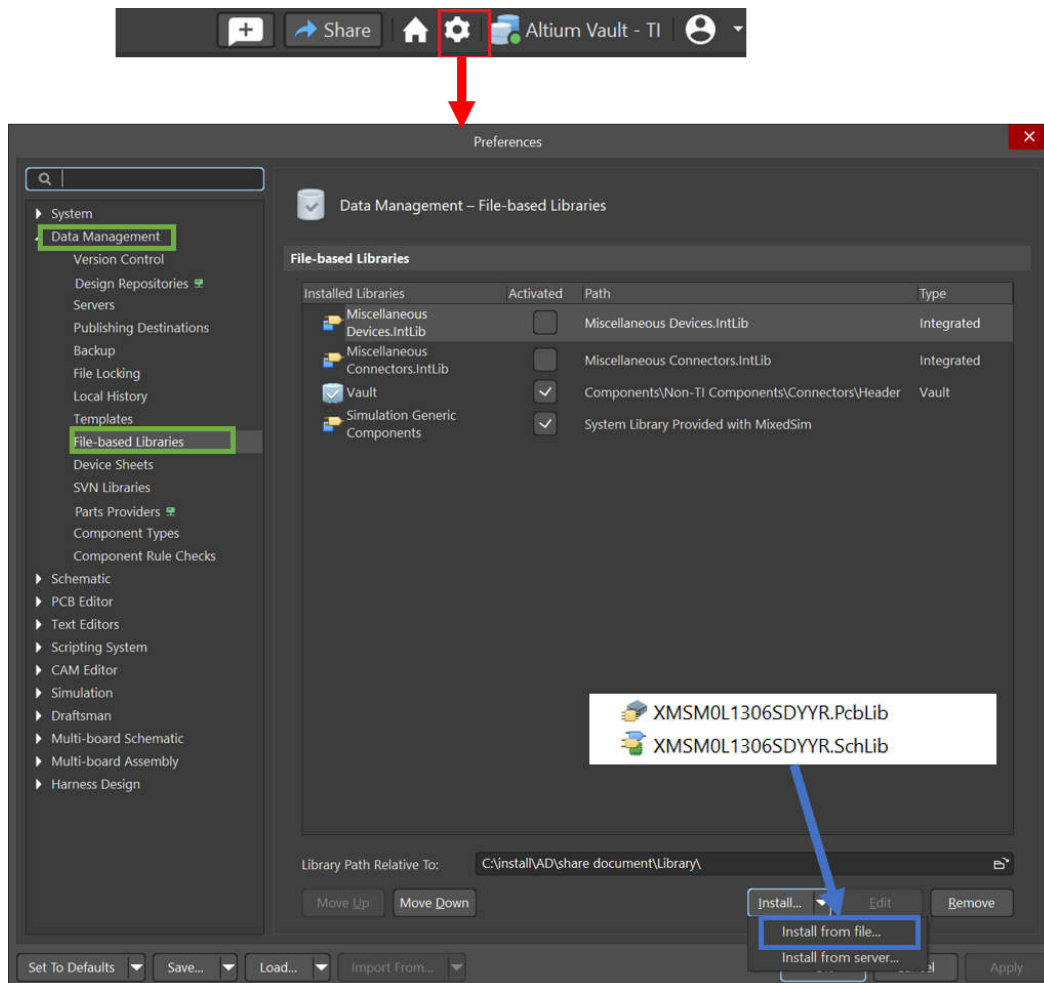 Share
Altium Vault - TI
Preferences
System
Data Management
Version Control
Design Repositories
Servers
Publishing Destinations
Backup
File Locking
Local History
Templates
File-based Libraries
Device Sheets
SVN Libraries
Parts Providers
Component Types
Component Rule Checks
Schematic
PCB Editor
Text Editors
Scripting System
CAM Editor
Simulation
Draftsman
Multi-board Schematic
Multi-board Assembly
Harness Design
Data Management – File-based Libraries
File-based Libraries
Installed Libraries Activated Path Type
Miscellaneous
Devices.IntLib
Miscellaneous Devices.IntLib Integrated
Miscellaneous
Connectors.IntLib
Miscellaneous Connectors.IntLib Integrated
Vault Components\Non-TI Components\Connectors\Header Vault
Simulation Generic
Components
System Library Provided with MixedSim
XMSM0L1306SDYYR.PcbLib
XMSM0L1306SDYYR.SchLib
Library Path Relative To: C:\install\AD\share document\Library\
Move Up Move Down Install... Edit Remove
Install from file...
Install from server...
Set To Defaults Save... Load... Import From... Apply